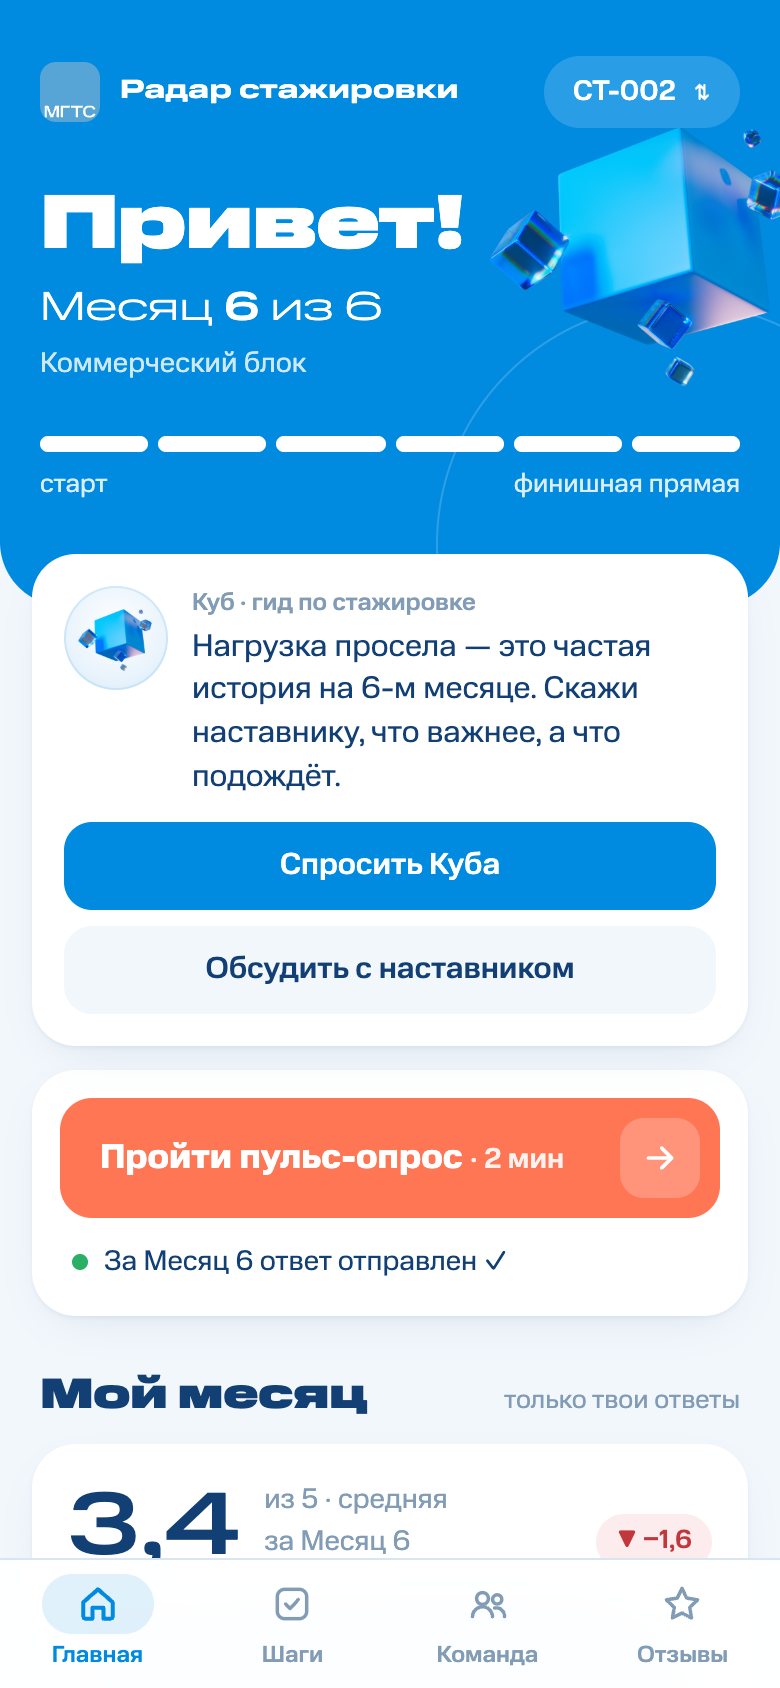 МГТС
Радар стажировки
СТ-002 ⇅
Привет!
Месяц 6 из 6
Коммерческий блок
старт
финишная прямая
Куб · гид по стажировке
Нагрузка просела — это частая
история на 6-м месяце. Скажи
наставнику, что важнее, а что
подождёт.
Спросить Куба
Обсудить с наставником
Пройти пульс-опрос · 2 мин →
За Месяц 6 ответ отправлен ✓
Мой месяц
только твои ответы
3,4
из 5 · средняя
за Месяц 6
▼ −1,6
Главная
Шаги
Команда
Отзывы